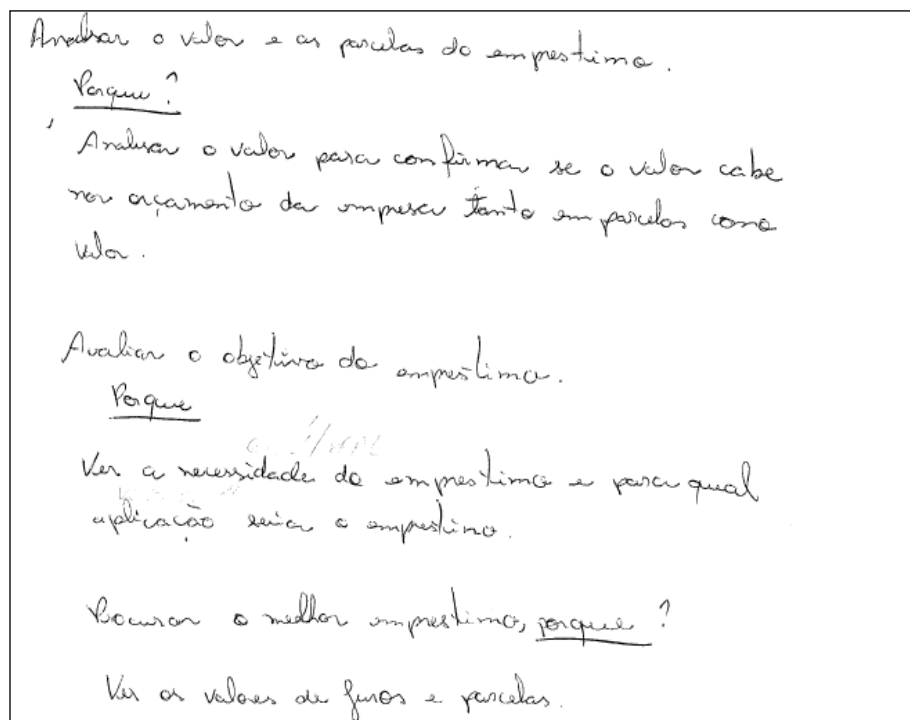 Analisar o valor e as parcelas do emprestimo.
Porque?
Analisar o valor para confirmar se o valor cabe
nor orçamento da empresa tanto em parcelas como
valor.
Avaliar o objetivo do emprestimo.
Porque
Ver a necessidade do emprestimo e para qual
aplicação seria o emprestimo.
Procurar o melhor emprestimo, porque?
Ver os valores de juros e parcelas.